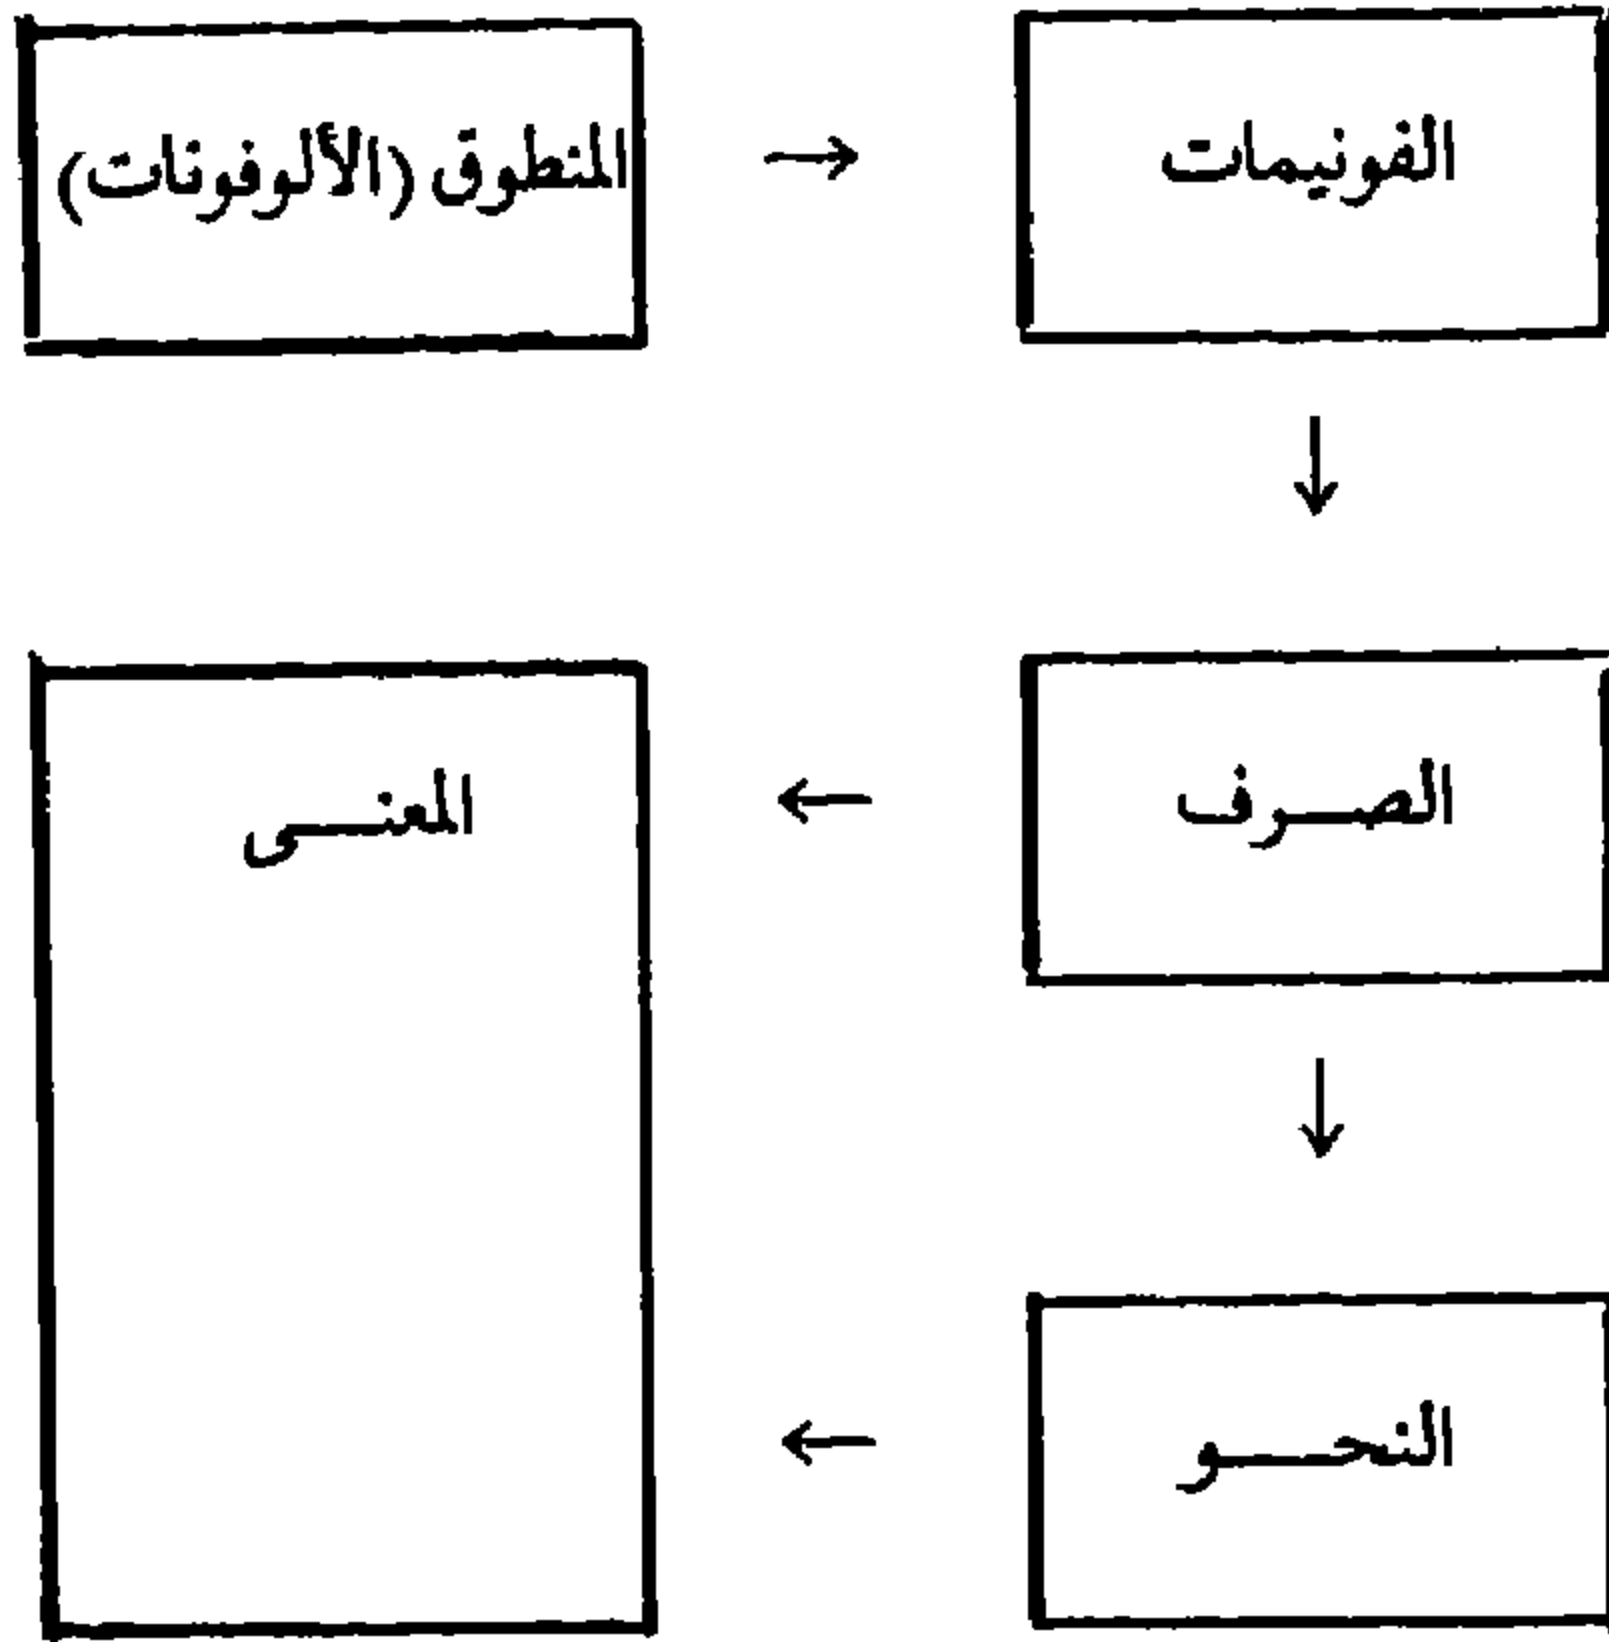 الفونيمات
المنطوق (الألوفونات)
الصرف
المعنى
النحو